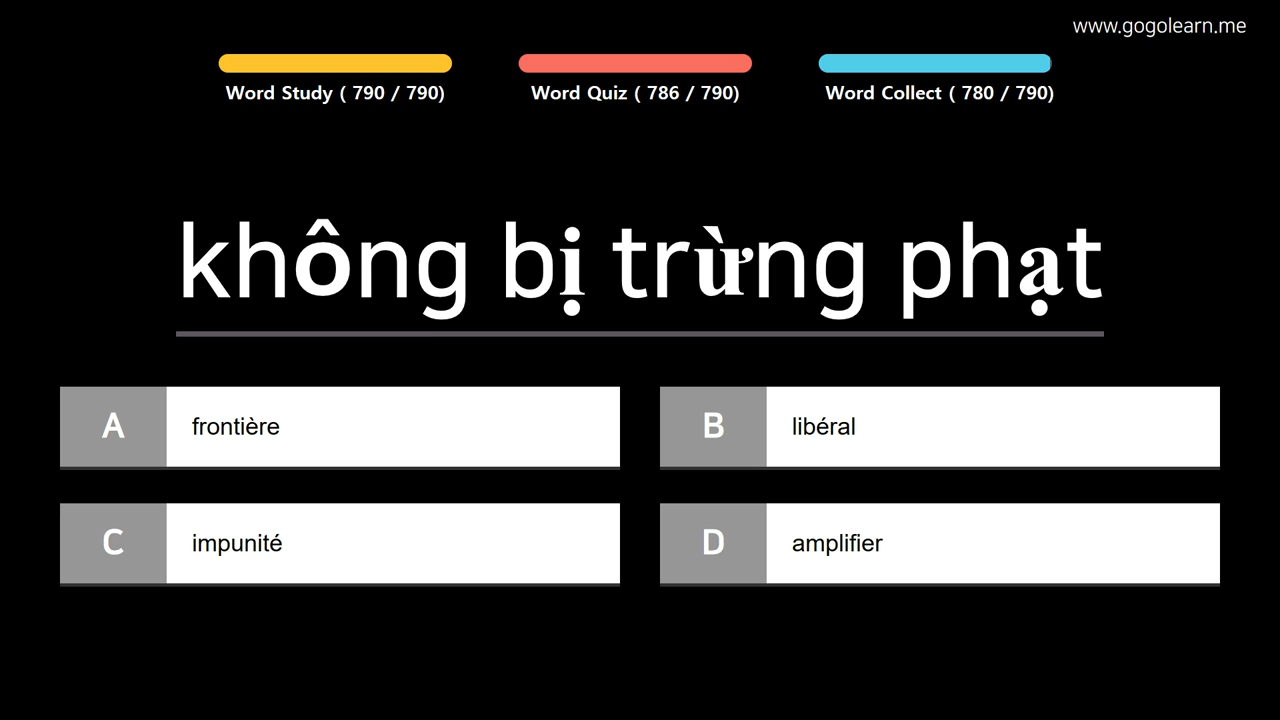 www.gogolearn.me
Word Study ( 790 / 790)
Word Quiz ( 786 / 790)
Word Collect ( 780 / 790)
không bị trừng phạt
A frontière
B libéral
C impunité
D amplifier